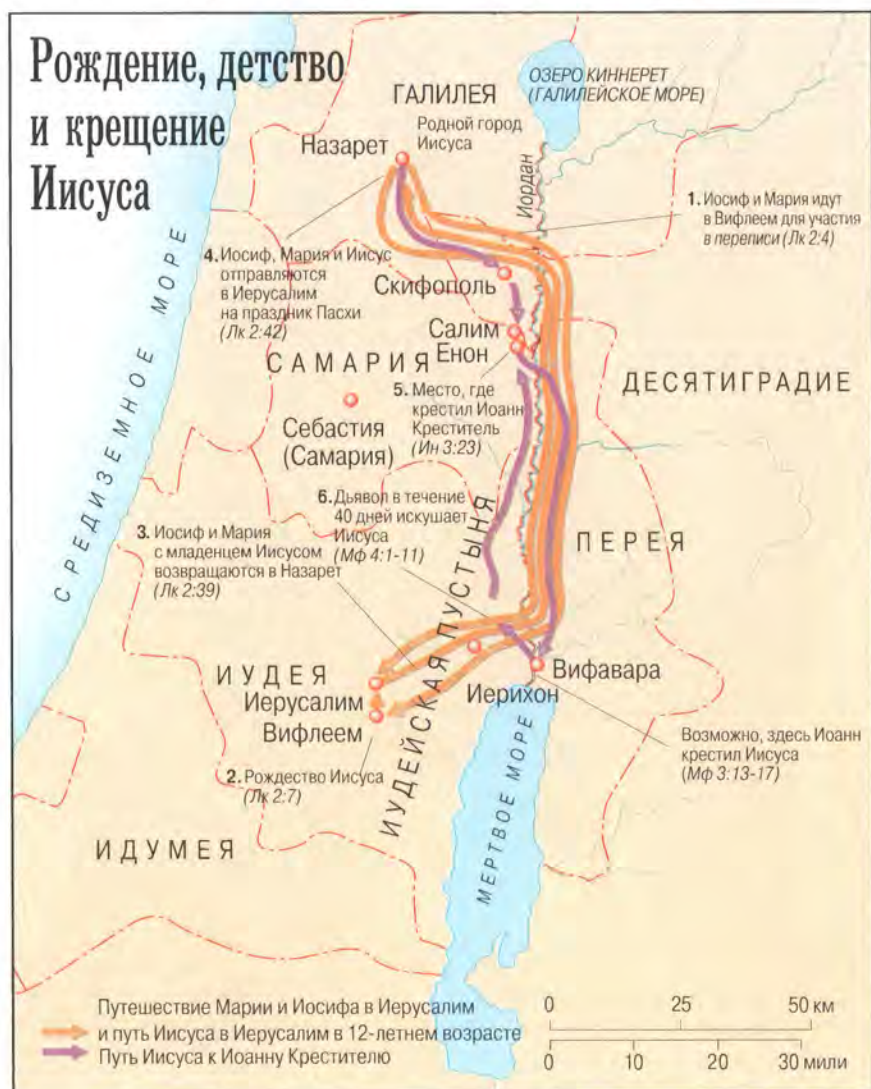 Рождение, детство
и крещение
Иисуса
ОЗЕРО КИННЕРЕТ
(ГАЛИЛЕЙСКОЕ МОРЕ)
ГАЛИЛЕЯ
Родной город
Иисуса
Назарет
Иордан
1. Иосиф и Мария идут
в Вифлеем для участия
в переписи (Лк 2:4)
4. Иосиф, Мария и Иисус
отправляются
в Иерусалим
на праздник Пасхи
(Лк 2:42)
Скифополь
Салим
Енон
САМАРИЯ
ДЕСЯТИГРАДИЕ
5. Место, где
крестил Иоанн
Креститель
(Ин 3:23)
Себастия
(Самария)
СРЕДИЗЕМНОЕ МОРЕ
6. Дьявол в течение
40 дней искушает
Иисуса
(Мф 4:1-11)
3. Иосиф и Мария
с младенцем Иисусом
возвращаются в Назарет
(Лк 2:39)
ПЕРЕЯ
ИУДЕЙСКАЯ ПУСТЫНЯ
ИУДЕЯ
Иерусалим
Вифлеем
Вифавара
Иерихон
Возможно, здесь Иоанн
крестил Иисуса
(Мф 3:13-17)
2. Рождество Иисуса
(Лк 2:7)
МЕРТВОЕ МОРЕ
ИДУМЕЯ
Путешествие Марии и Иосифа в Иерусалим
и путь Иисуса в Иерусалим в 12-летнем возрасте
Путь Иисуса к Иоанну Крестителю
0 25 50 км
0 10 20 30 мили